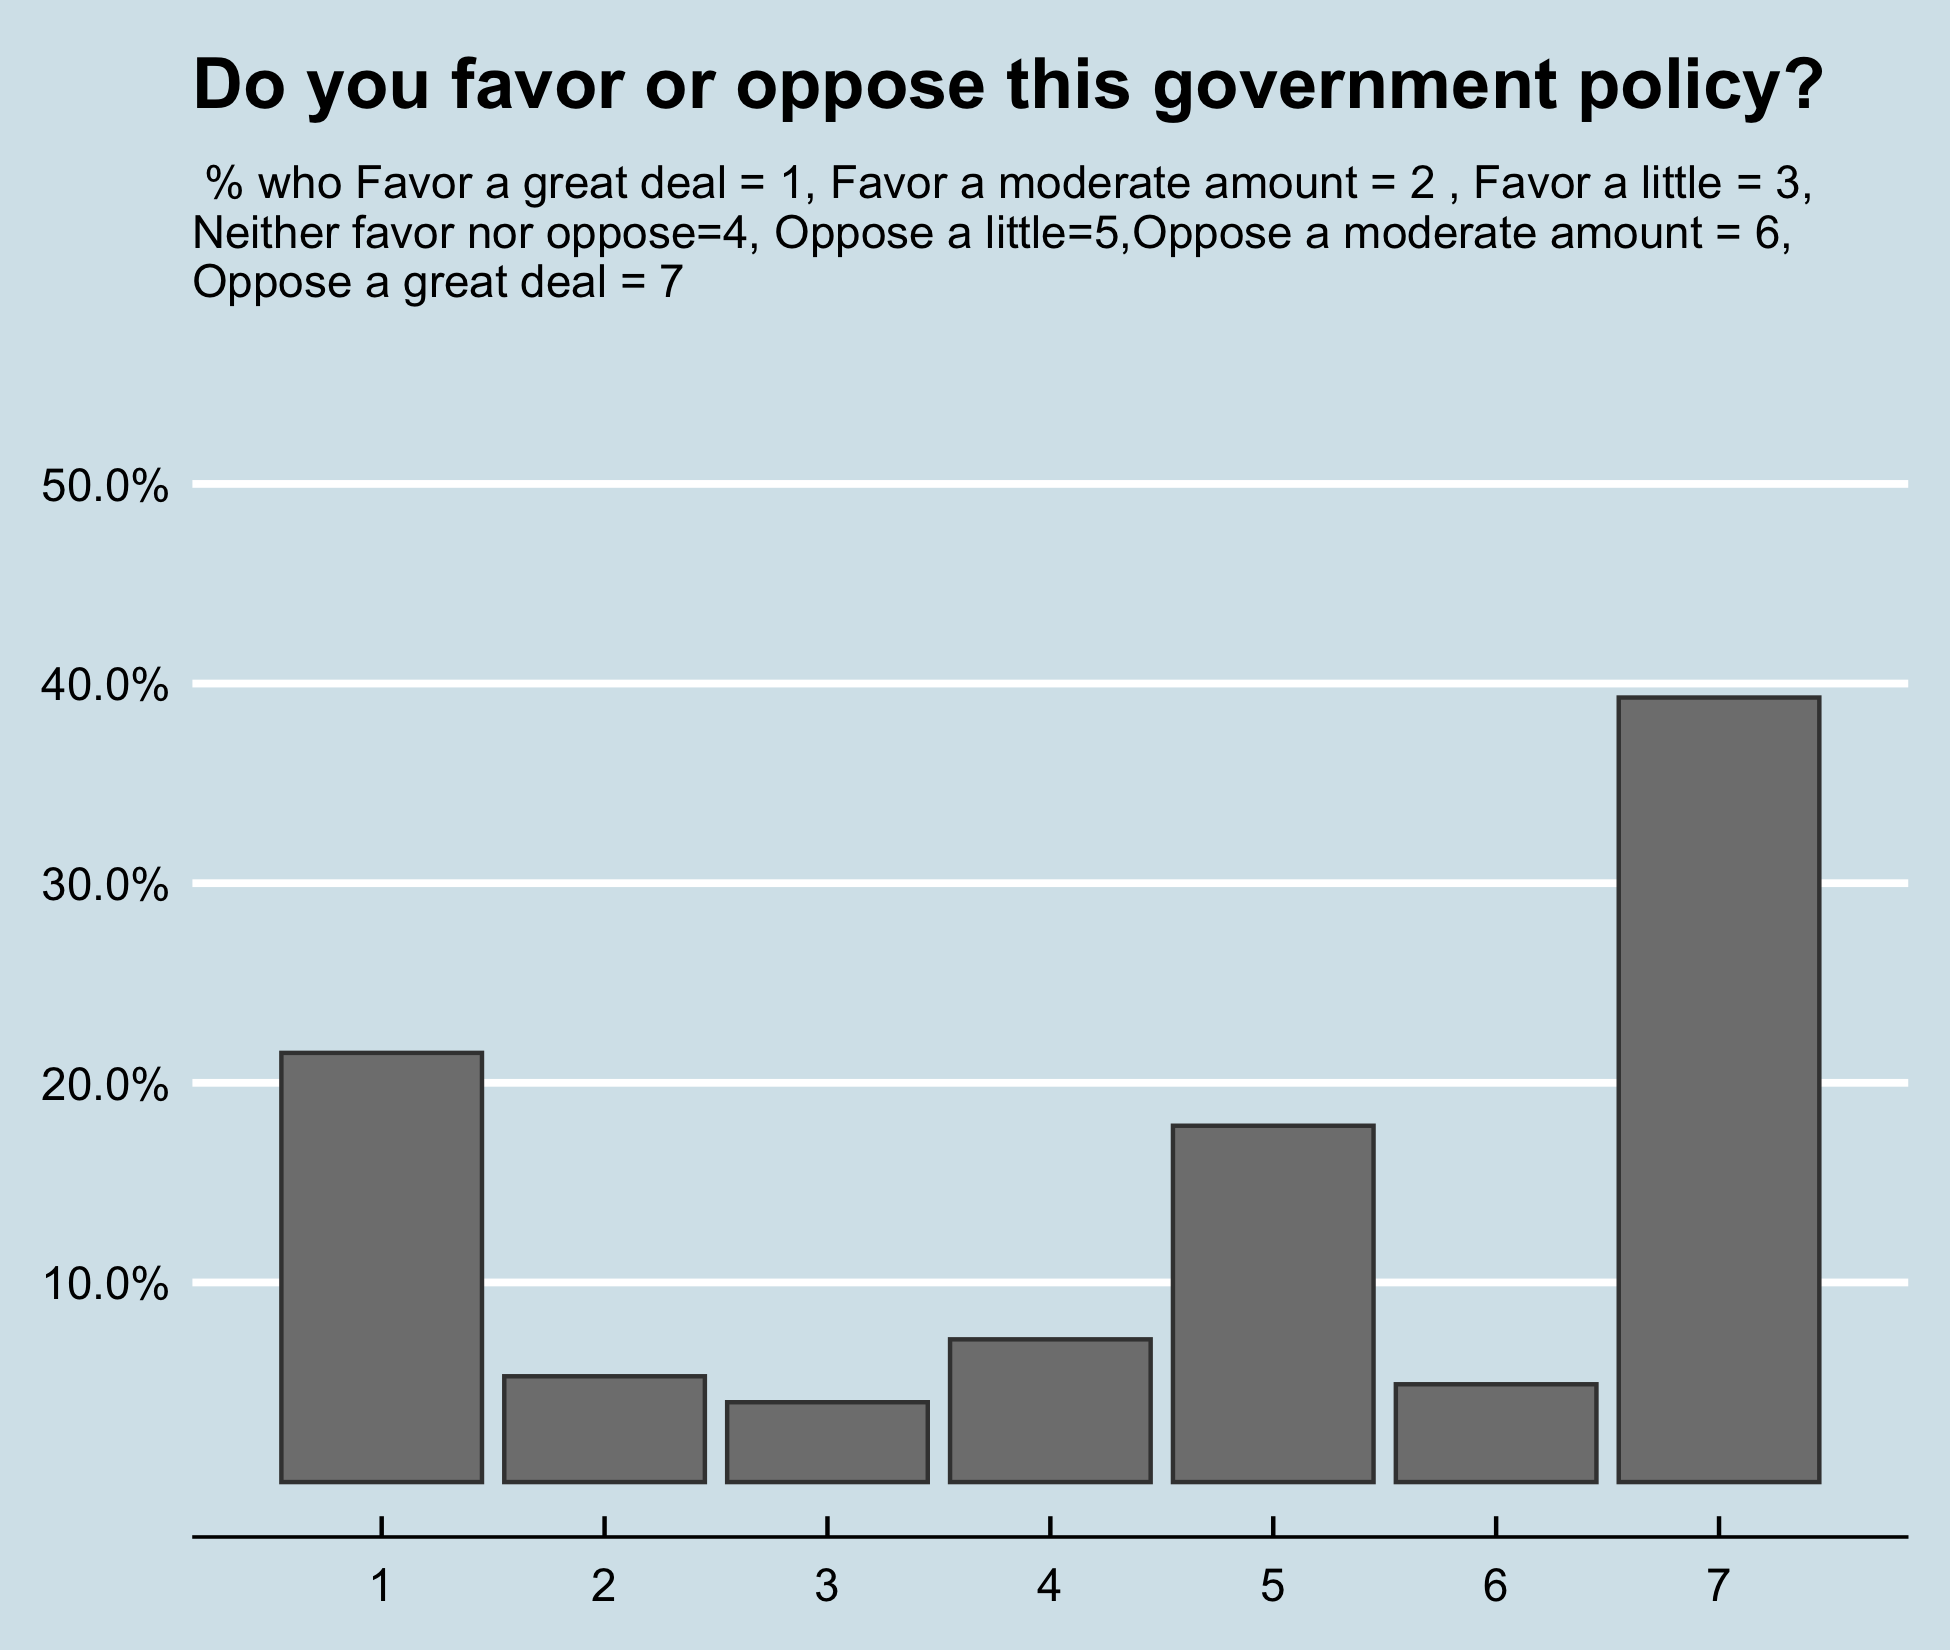 Do you favor or oppose this government policy?
% who Favor a great deal = 1, Favor a moderate amount = 2 , Favor a little = 3,
Neither favor nor oppose=4, Oppose a little=5,Oppose a moderate amount = 6,
Oppose a great deal = 7
50.0%
40.0%
30.0%
20.0%
10.0%
1 2 3 4 5 6 7